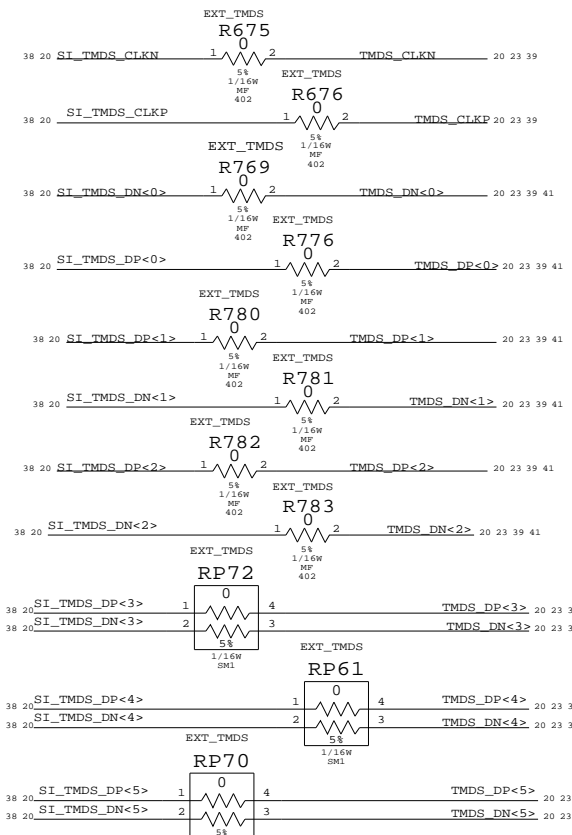 EXT_TMDS
R675
0
38 20 SI_TMDS_CLKN 1 2 TMDS_CLKN 20 23 39
5%
1/16W
MF
402
EXT_TMDS
R676
0
38 20 SI_TMDS_CLKP 1 2 TMDS_CLKP 20 23 39
5%
1/16W
MF
402
EXT_TMDS
R769
0
38 20 SI_TMDS_DN<0> 1 2 TMDS_DN<0> 20 23 39 41
5%
1/16W
MF
402
EXT_TMDS
R776
0
38 20 SI_TMDS_DP<0> 1 2 TMDS_DP<0> 20 23 39 41
5%
1/16W
MF
402
EXT_TMDS
R780
0
38 20 SI_TMDS_DP<1> 1 2 TMDS_DP<1> 20 23 39 41
5%
1/16W
MF
402
EXT_TMDS
R781
0
38 20 SI_TMDS_DN<1> 1 2 TMDS_DN<1> 20 23 39 41
5%
1/16W
MF
402
EXT_TMDS
R782
0
38 20 SI_TMDS_DP<2> 1 2 TMDS_DP<2> 20 23 39 41
5%
1/16W
MF
402
EXT_TMDS
R783
0
38 20 SI_TMDS_DN<2> 1 2 TMDS_DN<2> 20 23 39 41
5%
1/16W
MF
402
EXT_TMDS
RP72
0
38 20 SI_TMDS_DP<3> 1 4 TMDS_DP<3> 20 23 3
38 20 SI_TMDS_DN<3> 2 3 TMDS_DN<3> 20 23 3
5%
1/16W
SM1
EXT_TMDS
RP61
0
38 20 SI_TMDS_DP<4> 1 4 TMDS_DP<4> 20 23 3
38 20 SI_TMDS_DN<4> 2 3 TMDS_DN<4> 20 23 3
5%
1/16W
SM1
EXT_TMDS
RP70
0
38 20 SI_TMDS_DP<5> 1 4 TMDS_DP<5> 20 23
38 20 SI_TMDS_DN<5> 2 3 TMDS_DN<5> 20 23
5%